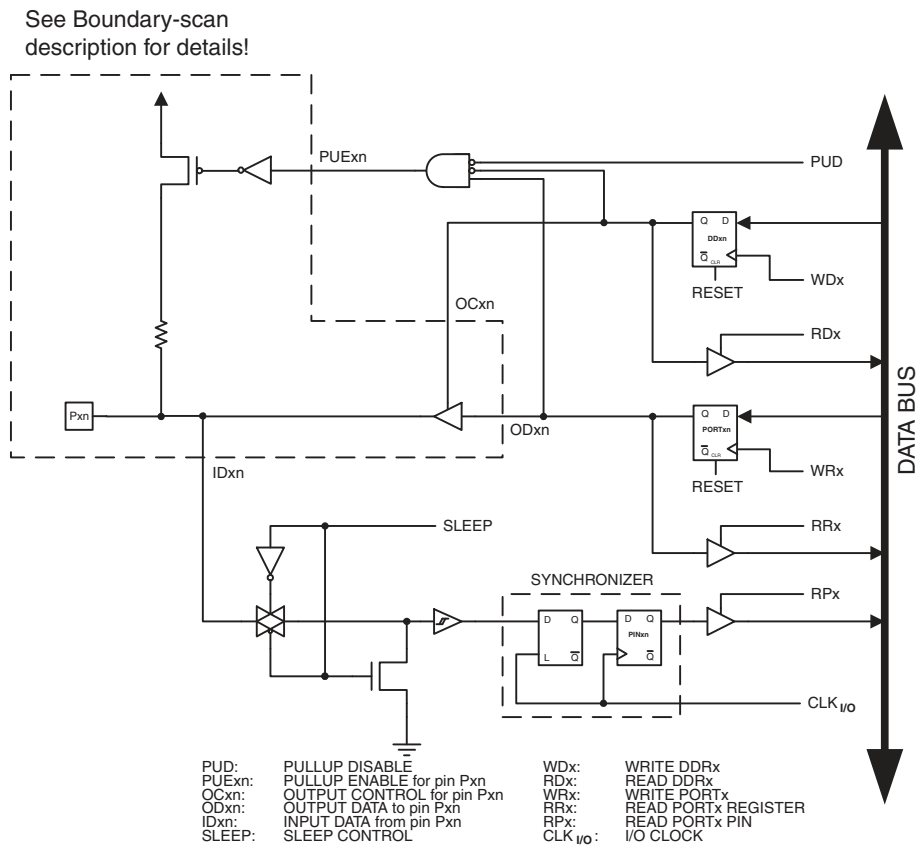 See Boundary-scan
description for details!
PUExn
PUD
Q D
DDxn
Q CLR
WDx
RESET
OCxn
RDx
Pxn
ODxn
Q D
PORTxn
Q CLR
WRx
RESET
IDxn
SLEEP
RRx
SYNCHRONIZER
RPx
D Q
L Q
D Q
PINxn
Q
CLK I/O
DATA BUS
PUD: PULLUP DISABLE
PUExn: PULLUP ENABLE for pin Pxn
OCxn: OUTPUT CONTROL for pin Pxn
ODxn: OUTPUT DATA to pin Pxn
IDxn: INPUT DATA from pin Pxn
SLEEP: SLEEP CONTROL
WDx: WRITE DDRx
RDx: READ DDRx
WRx: WRITE PORTx
RRx: READ PORTx REGISTER
RPx: READ PORTx PIN
CLK I/O: I/O CLOCK